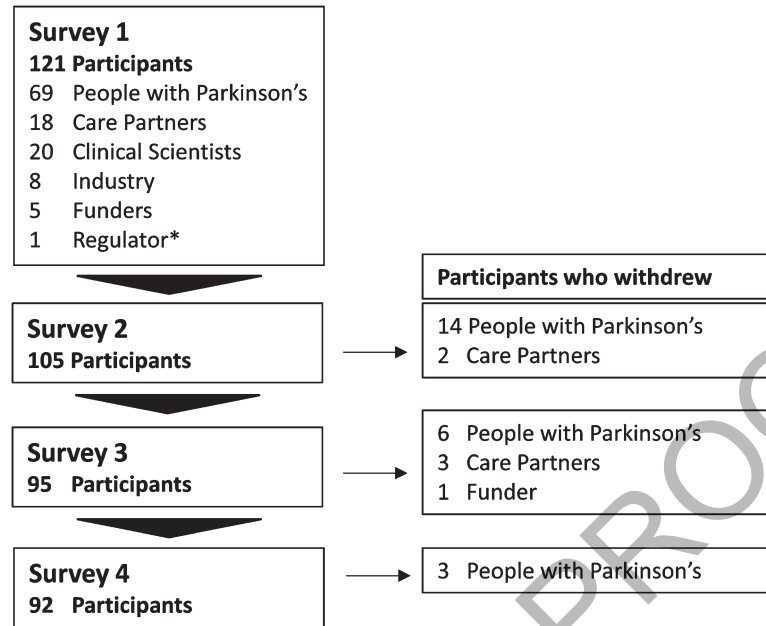 Survey 1
121 Participants
69 People with Parkinson's
18 Care Partners
20 Clinical Scientists
8 Industry
5 Funders
1 Regulator*
Participants who withdrew
Survey 2
105 Participants
14 People with Parkinson's
2 Care Partners
Survey 3
95 Participants
6 People with Parkinson's
3 Care Partners
1 Funder
Survey 4
92 Participants
3 People with Parkinson's